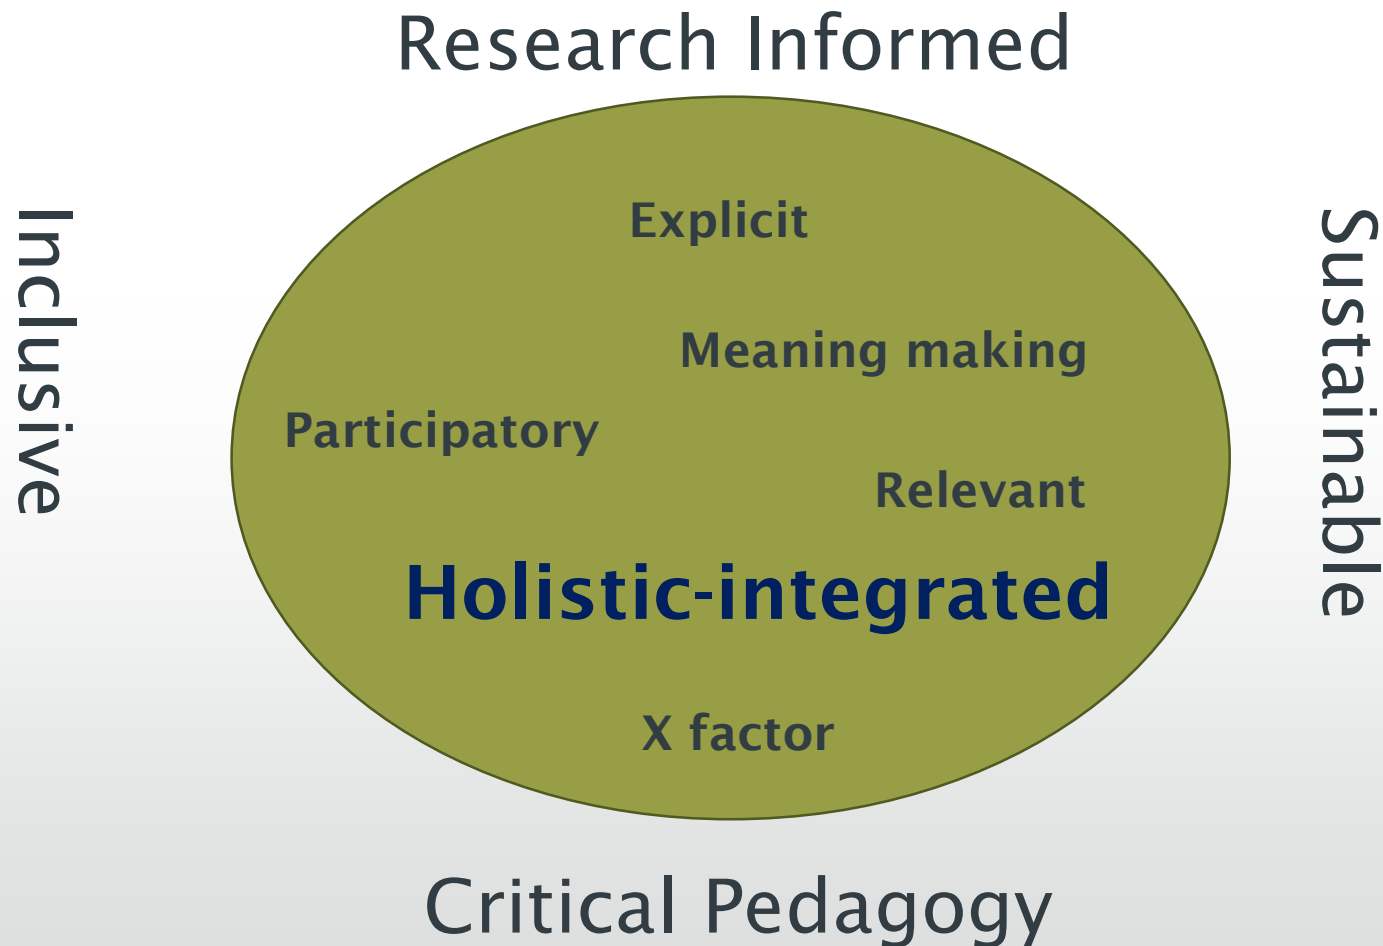 Research Informed
Inclusive
Sustainable
Explicit
Meaning making
Participatory
Relevant
Holistic-integrated
X factor
Critical Pedagogy